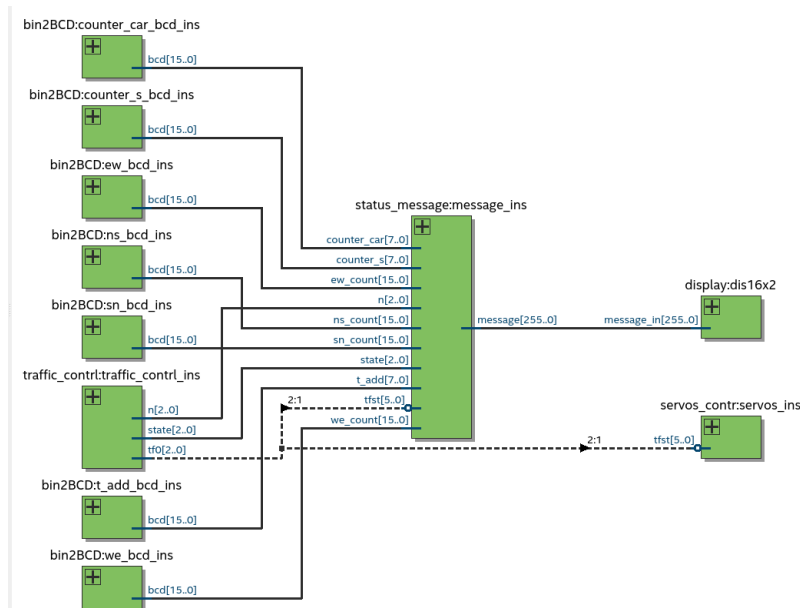 bin2BCD:counter_car_bcd_ins
bcd[15..0]
bin2BCD:counter_s_bcd_ins
bcd[15..0]
bin2BCD:ew_bcd_ins
bcd[15..0]
bin2BCD:ns_bcd_ins
bcd[15..0]
bin2BCD:sn_bcd_ins
bcd[15..0]
traffic_contrl:traffic_contrl_ins
n[2..0]
state[2..0]
tf0[2..0]
bin2BCD:t_add_bcd_ins
bcd[15..0]
bin2BCD:we_bcd_ins
bcd[15..0]
2:1
status_message:message_ins
counter_car[7..0]
counter_s[7..0]
ew_count[15..0]
n[2..0]
ns_count[15..0]
sn_count[15..0]
state[2..0]
t_add[7..0]
tfst[5..0]
we_count[15..0]
message[255..0]
display:dis16x2
message_in[255..0]
servos_contr:servos_ins
2:1
tfst[5..0]